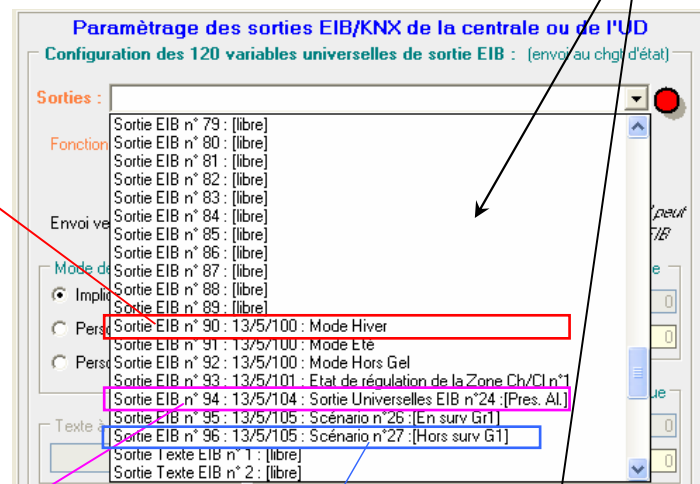 Paramètrage des sorties EIB/KNX de la centrale ou de l'UD
Configuration des 120 variables universelles de sortie EIB : (envoi au chgt d'état)
Sorties :
Sortie EIB n° 79 : [libre]
Fonction
Sortie EIB n° 80 : [libre]
Sortie EIB n° 81 : [libre]
Sortie EIB n° 82 : [libre]
Sortie EIB n° 83 : [libre]
Sortie EIB n° 84 : [libre]
Envoi ve
peut
Sortie EIB n° 85 : [libre]
EIB
Sortie EIB n° 86 : [libre]
Mode de
Sortie EIB n° 87 : [libre]
e
Sortie EIB n° 88 : [libre]
Implic
0
Sortie EIB n° 89 : [libre]
Perso
Sortie EIB n° 90 : 13/5/100 : Mode Hiver
0
Sortie EIB n° 91 : 13/5/100 : Mode Eté
Perso
Sortie EIB n° 92 : 13/5/100 : Mode Hors Gel
Sortie EIB n° 93 : 13/5/101 : Etat de régulation de la Zone Ch/Cl n°1
Sortie EIB n° 94 : 13/5/104 : Sortie Universelles EIB n°24 :[Pres. Al.]
ue
Sortie EIB n° 95 : 13/5/105 : Scénario n°26 :[En surv Gr1]
Texte à
0
Sortie EIB n° 96 : 13/5/105 : Scénario n°27 :[Hors surv G1]
Sortie Texte EIB n° 1 : [libre]
0
Sortie Texte EIB n° 2 : [libre]